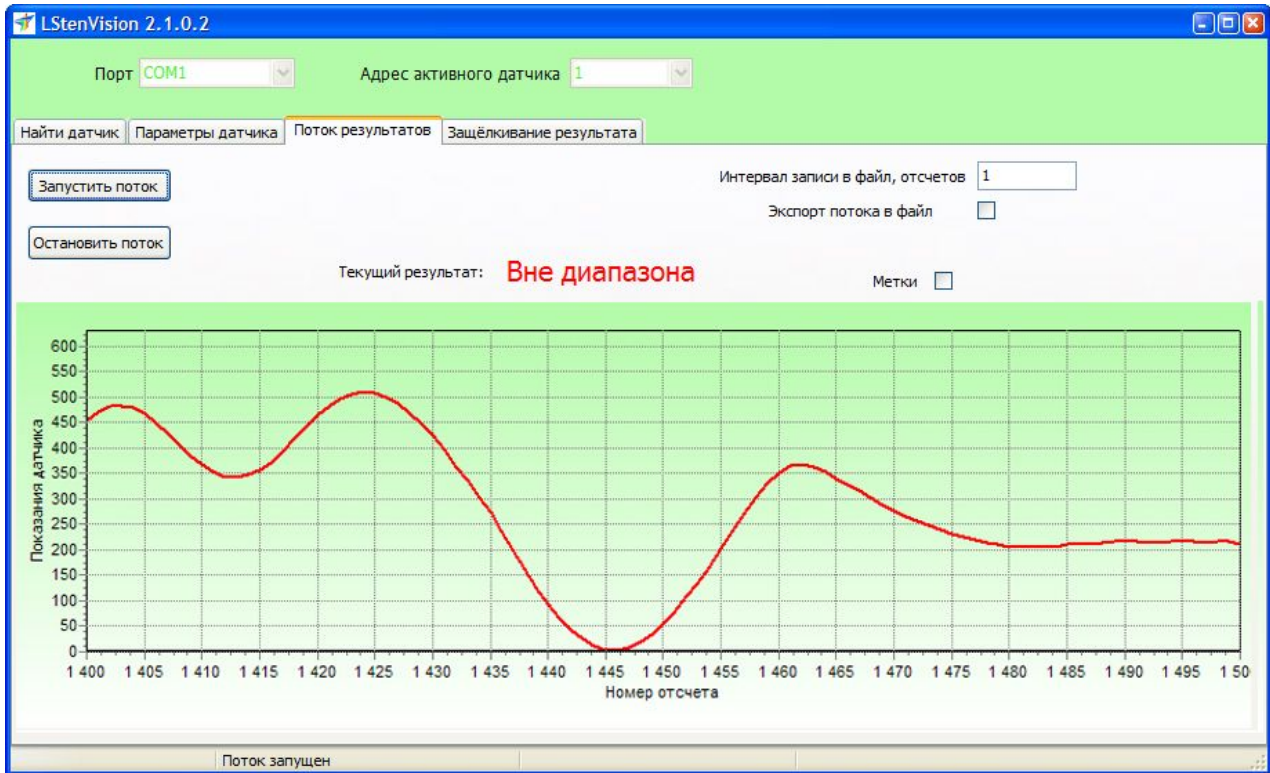 LStenVision 2.1.0.2
Порт COM1 Адрес активного датчика 1
Найти датчик Параметры датчика Поток результатов Защёлкивание результата
Запустить поток Интервал записи в файл, отсчетов 1
Экспорт потока в файл
Остановить поток
Текущий результат: Вне диапазона
Метки
Показания датчика
600
550
500
450
400
350
300
250
200
150
100
50
0
1 400 1 405 1 410 1 415 1 420 1 425 1 430 1 435 1 440 1 445 1 450 1 455 1 460 1 465 1 470 1 475 1 480 1 485 1 490 1 495 1 50
Номер отсчета
Поток запущен